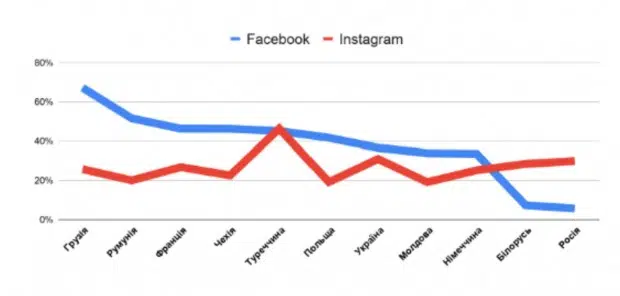 Facebook Instagram
80%
60%
40%
20%
0%
Грузія Румунія Франція Чехія Туреччина Польща Україна Молдова Німеччина Білорусь Росія